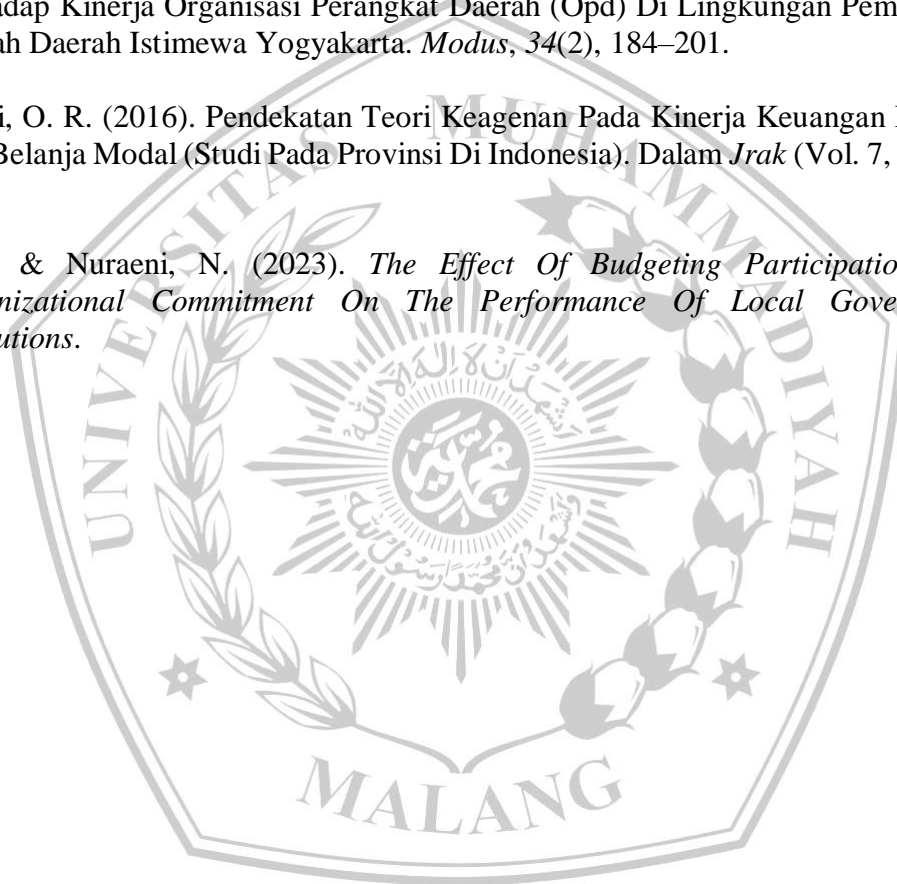 adap Kinerja Organisasi Perangkat Daerah (Opd) Di Lingkungan Pem
ah Daerah Istimewa Yogyakarta. Modus, 34(2), 184–201.
i, O. R. (2016). Pendekatan Teori Keagenan Pada Kinerja Keuangan
Belanja Modal (Studi Pada Provinsi Di Indonesia). Dalam Jrak (Vol. 7,
& Nuraeni, N. (2023). The Effect Of Budgeting Participatio
nizational Commitment On The Performance Of Local Gove
utions.
UNIVERSITAS MUHAMMADIYAH
MALANG